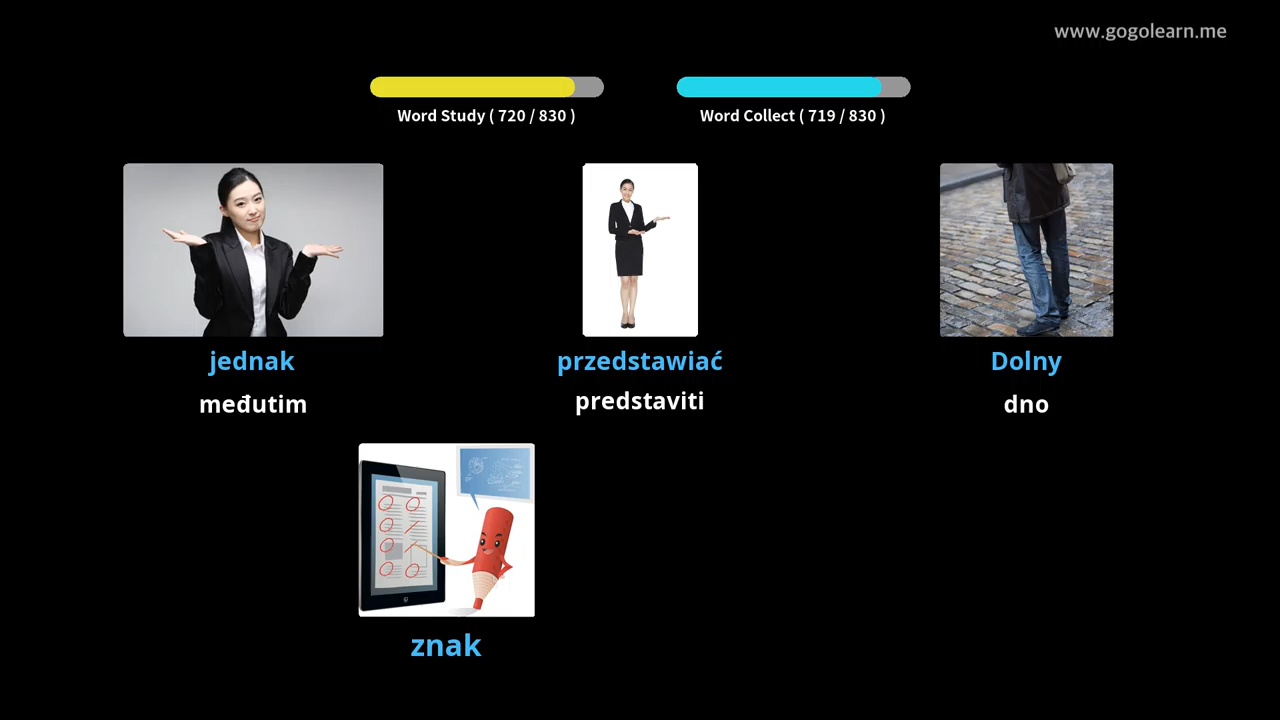 www.gogolearn.me
Word Study ( 720 / 830 )
Word Collect ( 719 / 830 )
jednak
przedstawiać
Dolny
međutim
predstaviti
dno
znak